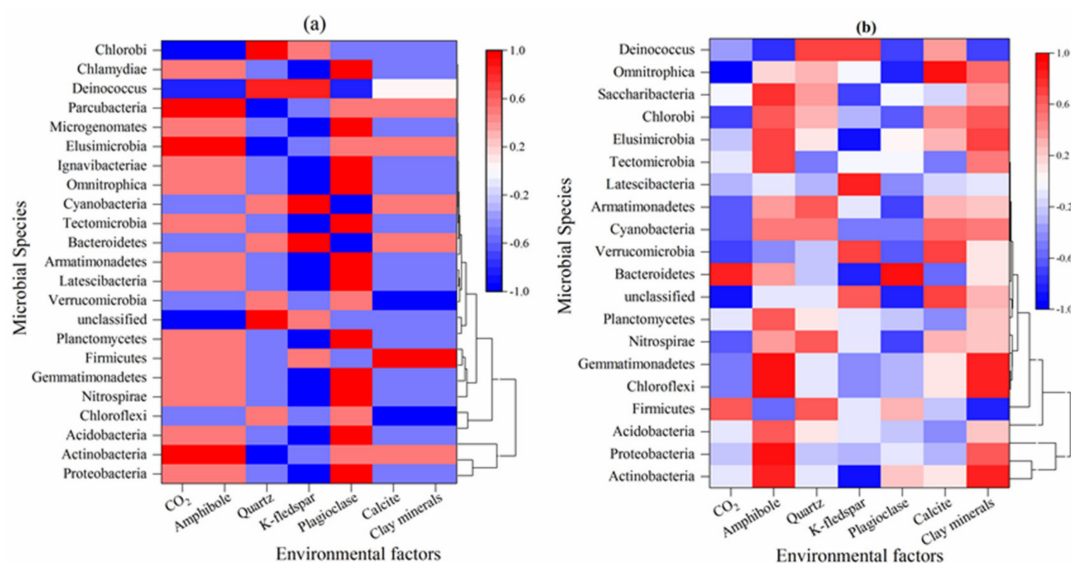 (a)
Microbial Species
Chlorobi
Chlamydiae
Deinococcus
Parcubacteria
Microgenomates
Elusimicrobia
Ignavibacteriae
Omnitrophica
Cyanobacteria
Tectomicrobia
Bacteroidetes
Armatimonadetes
Latescibacteria
Verrucomicrobia
unclassified
Planctomycetes
Firmicutes
Gemmatimonadetes
Nitrospirae
Chloroflexi
Acidobacteria
Actinobacteria
Proteobacteria
CO₂
Amphibole
Quartz
K-fledspar
Plagioclase
Calcite
Clay minerals
Environmental factors
1.0
0.6
0.2
-0.2
-0.6
-1.0
(b)
Microbial Species
Deinococcus
Omnitrophica
Saccharibacteria
Chlorobi
Elusimicrobia
Tectomicrobia
Latescibacteria
Armatimonadetes
Cyanobacteria
Verrucomicrobia
Bacteroidetes
unclassified
Planctomycetes
Nitrospirae
Gemmatimonadetes
Chloroflexi
Firmicutes
Acidobacteria
Proteobacteria
Actinobacteria
CO₂
Amphibole
Quartz
K-fledspar
Plagioclase
Calcite
Clay minerals
Environmental factors
1.0
0.6
0.2
-0.2
-0.6
-1.0